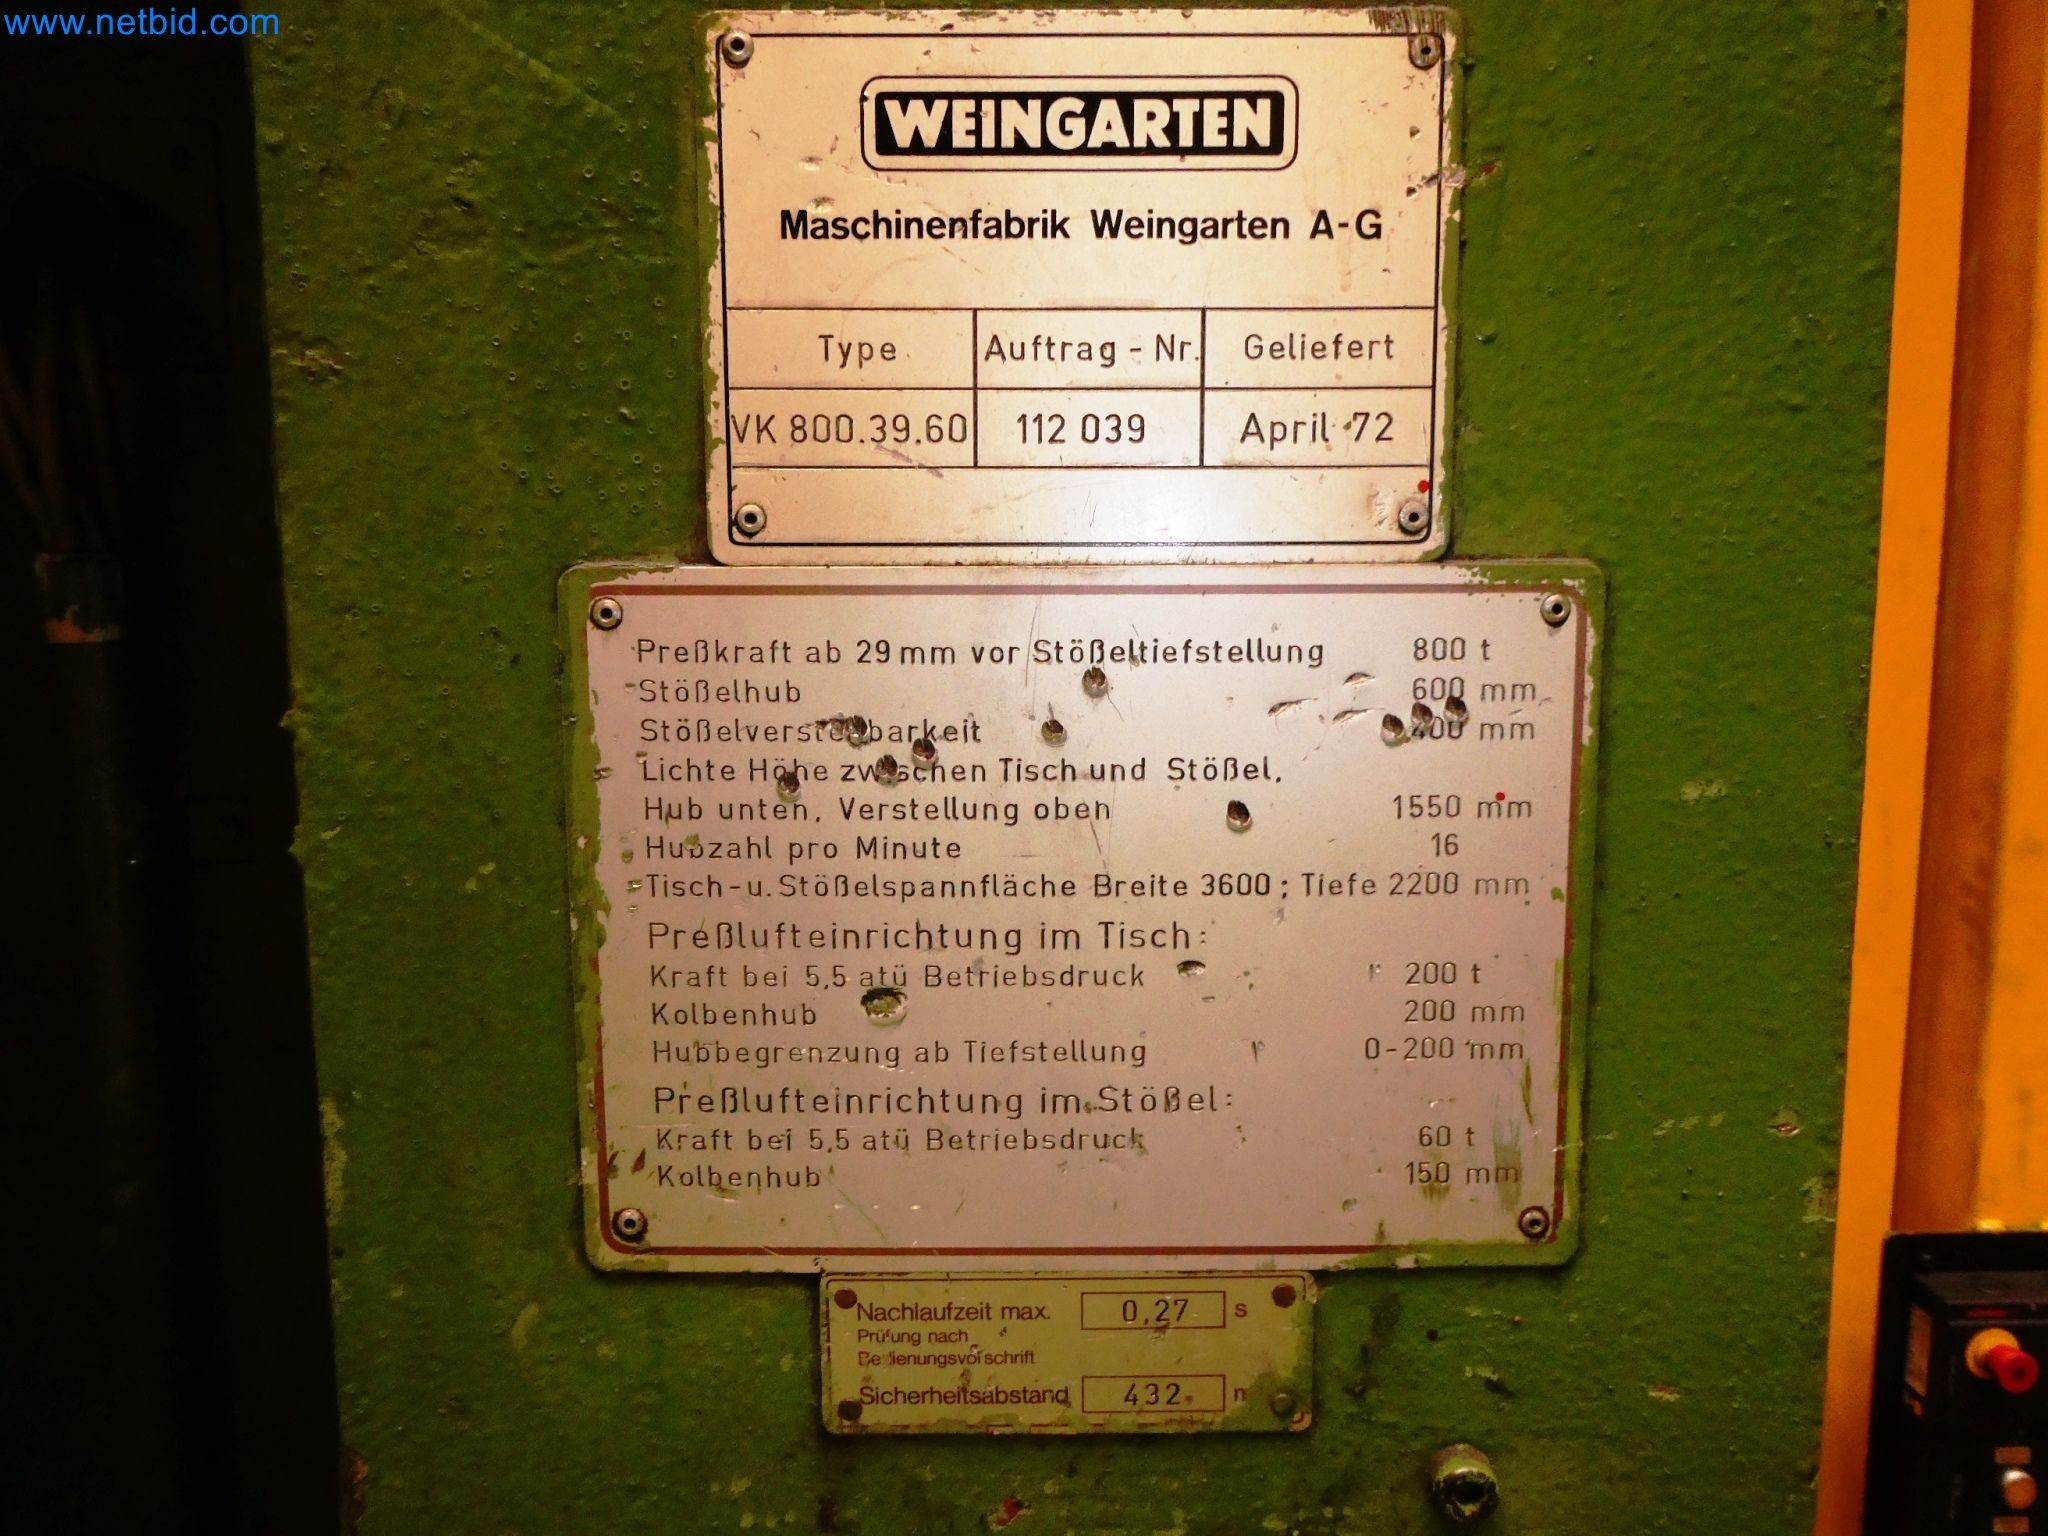 www.netbid.com
WEINGARTEN
Maschinenfabrik Weingarten A-G
Type Auftrag - Nr. Geliefert
VK 800.39.60 112 039 April 72
Preßkraft ab 29 mm vor Stößeltiefstellung 800 t
Stößelhub 600 mm
Stößelverstellbarkeit 400 mm
Lichte Höhe zwischen Tisch und Stößel,
Hub unten, Verstellung oben 1550 mm
Hubzahl pro Minute 16
Tisch-u. Stößelspannfläche Breite 3600 ; Tiefe 2200 mm
Preßlufteinrichtung im Tisch:
Kraft bei 5,5 atü Betriebsdruck 200 t
Kolbenhub 200 mm
Hubbegrenzung ab Tiefstellung 0-200 mm
Preßlufteinrichtung im Stößel:
Kraft bei 5,5 atü Betriebsdruck 60 t
Kolbenhub 150 mm
Nachlaufzeit max. 0,27 s
Prüfung nach
Bedienungsvorschrift
Sicherheitsabstand 432